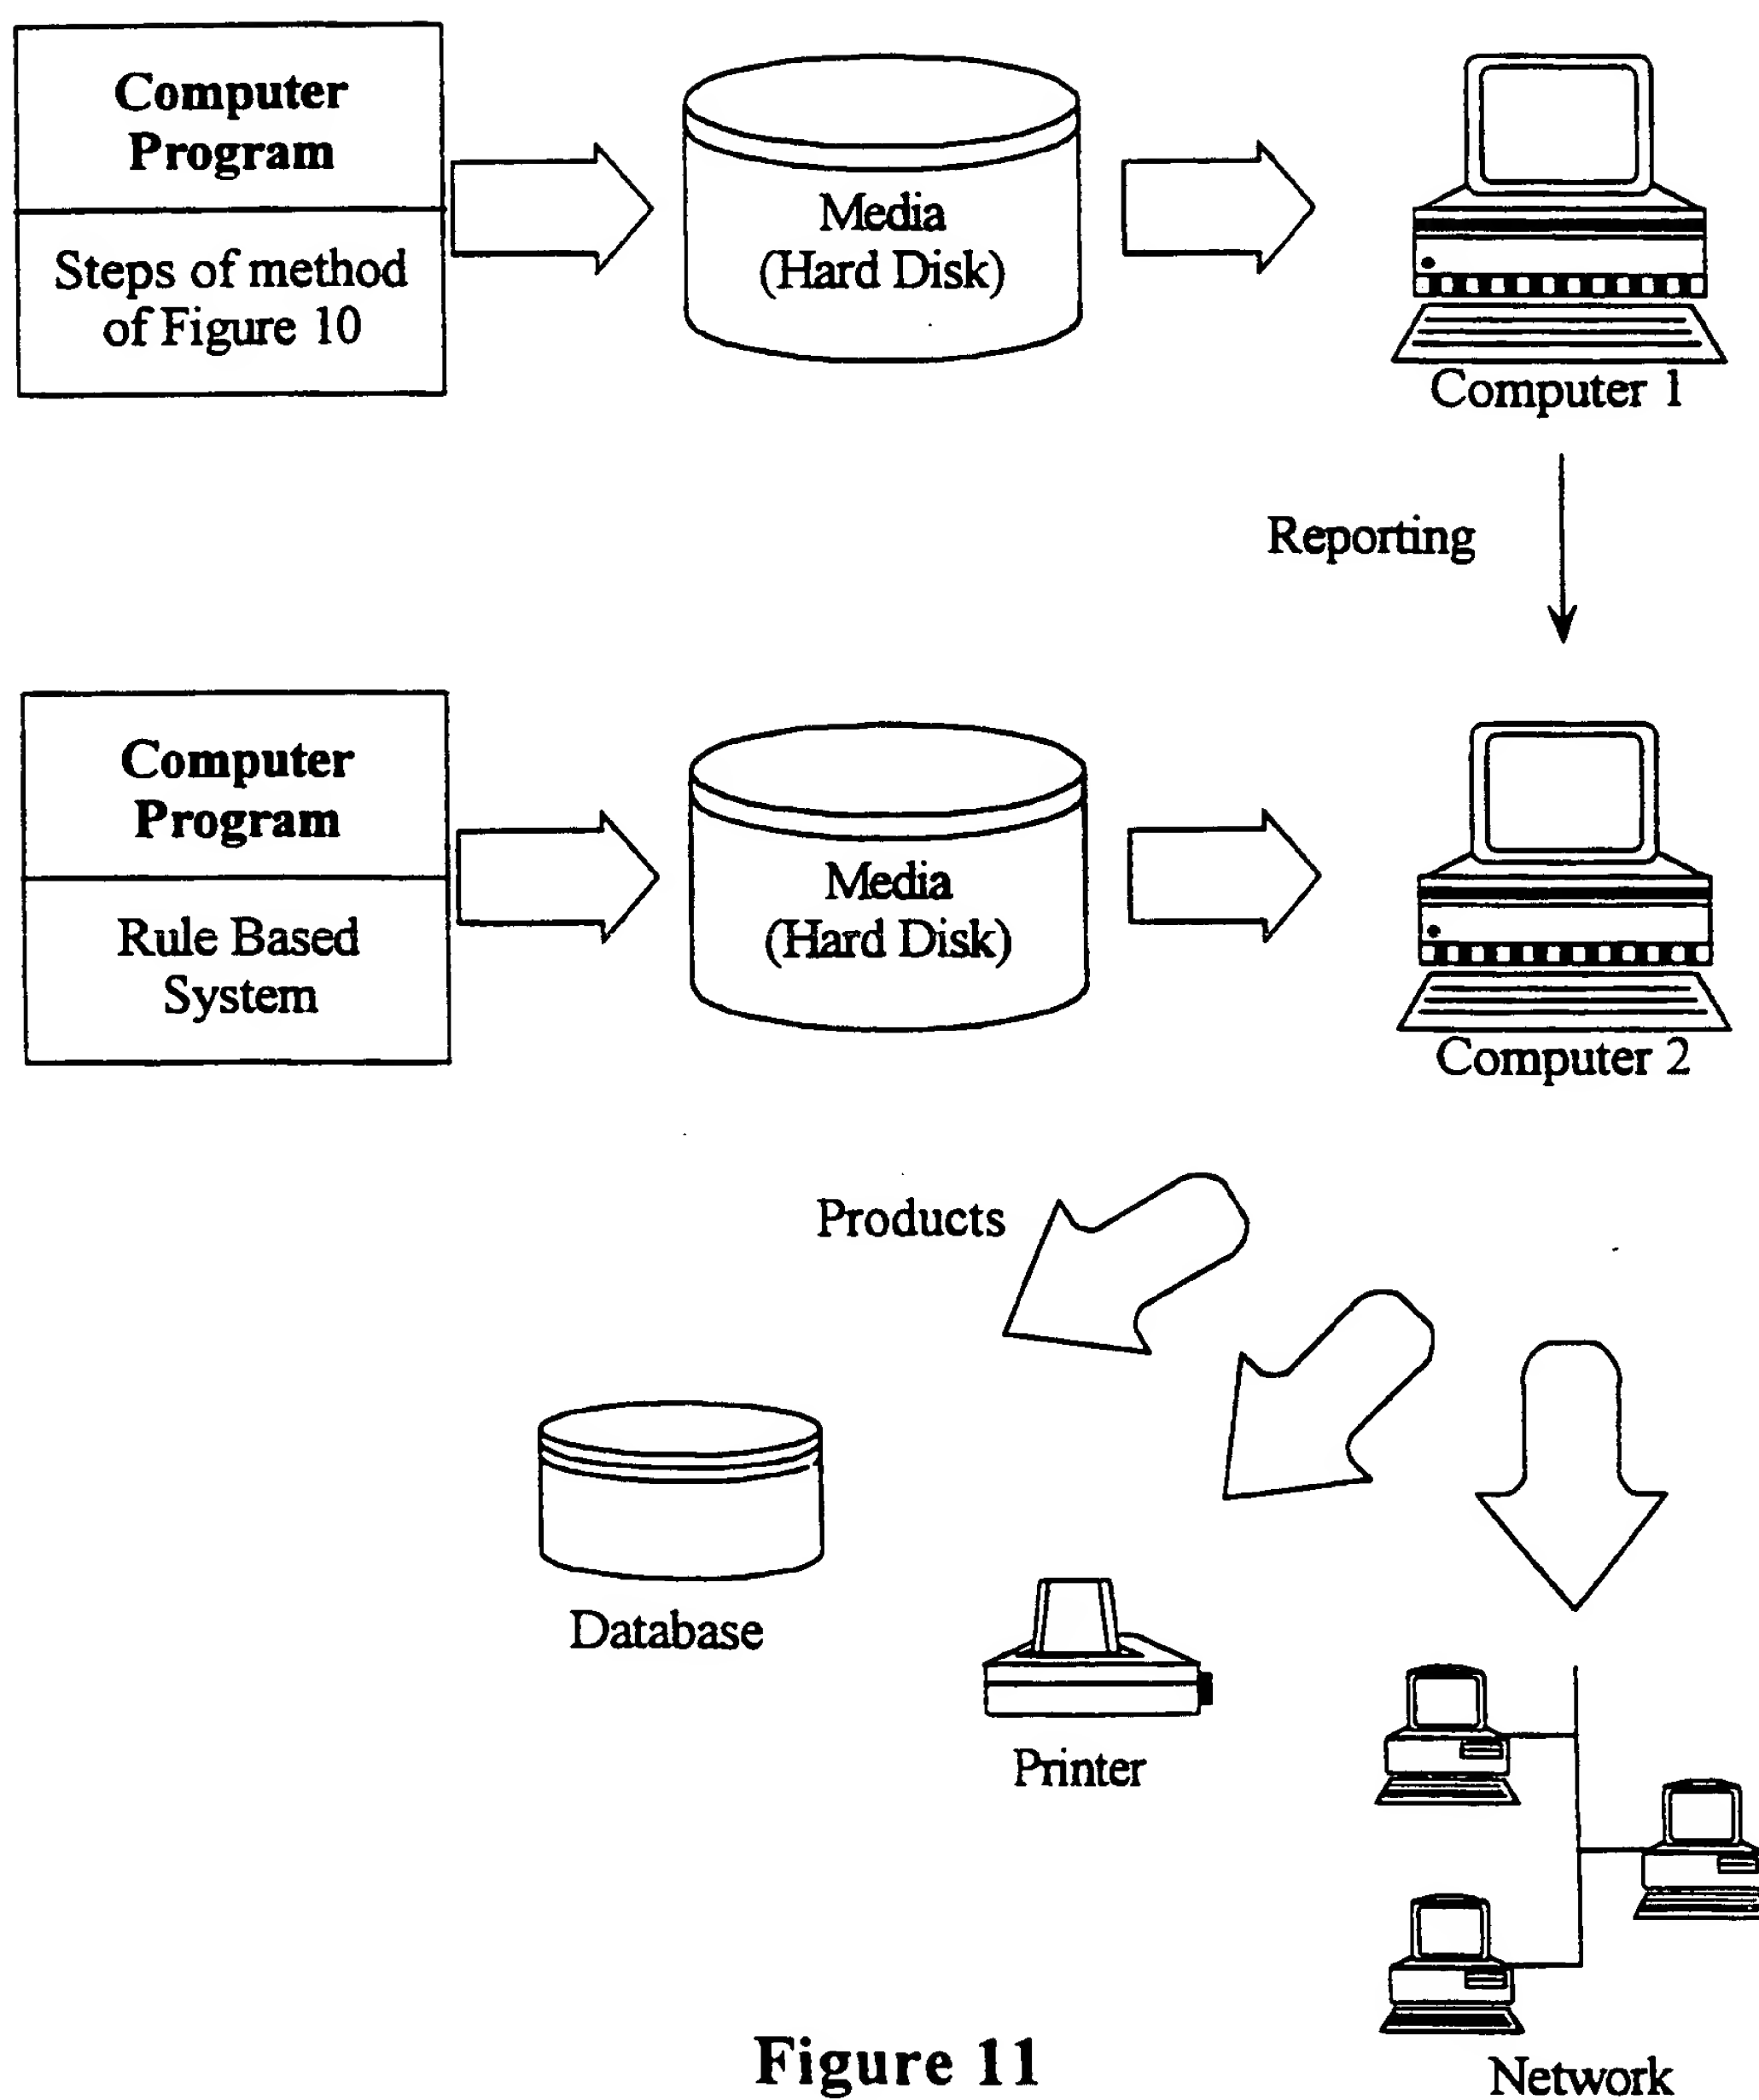 Computer
Program
Steps of method
of Figure 10
Media
(Hard Disk)
Computer 1
Reporting
Computer
Program
Rule Based
System
Media
(Hard Disk)
Computer 2
Products
Database
Printer
Network
Figure 11